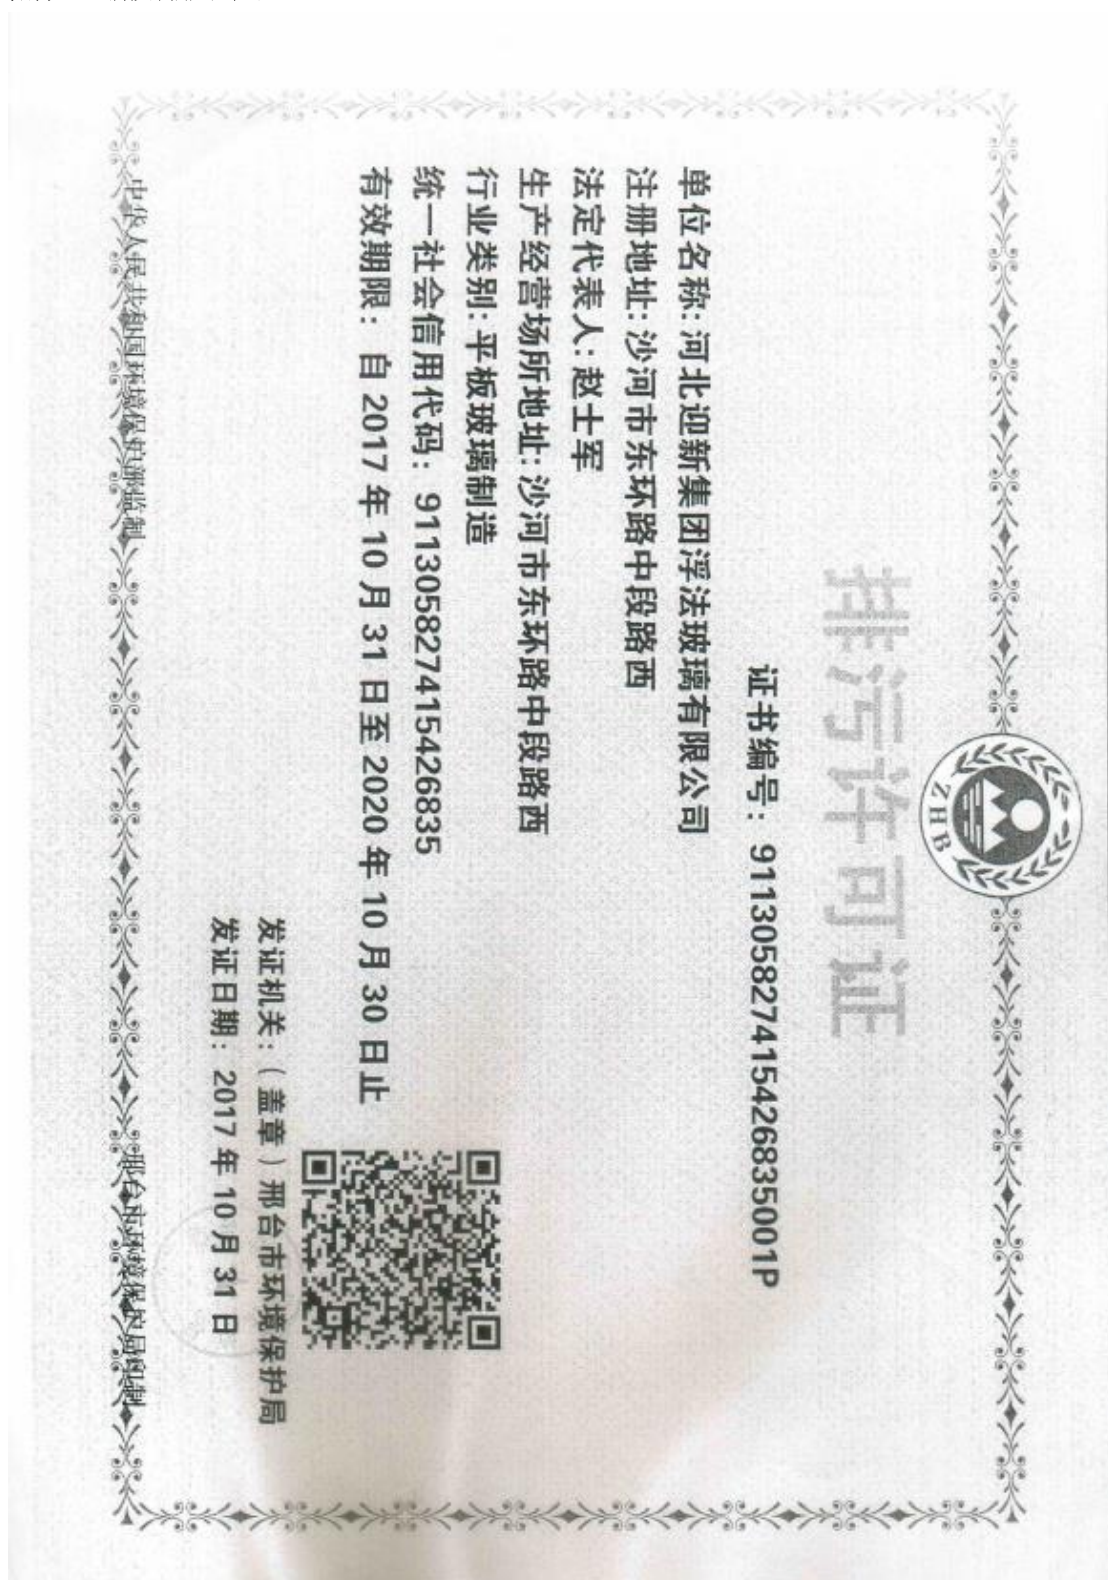 ZHB
排污许可证
证书编号：911305827415426835001P
单位名称:河北迎新集团浮法玻璃有限公司
注册地址:沙河市东环路中段路西
法定代表人:赵士军
生产经营场所地址:沙河市东环路中段路西
行业类别:平板玻璃制造
统一社会信用代码：911305827415426835
有效期限：自2017年10月31日至2020年10月30日止
发证机关:（盖章）邢台市环境保护局
发证日期：2017年10月31日
中华人民共和国环境保护部监制
邢台市环境保护局印制